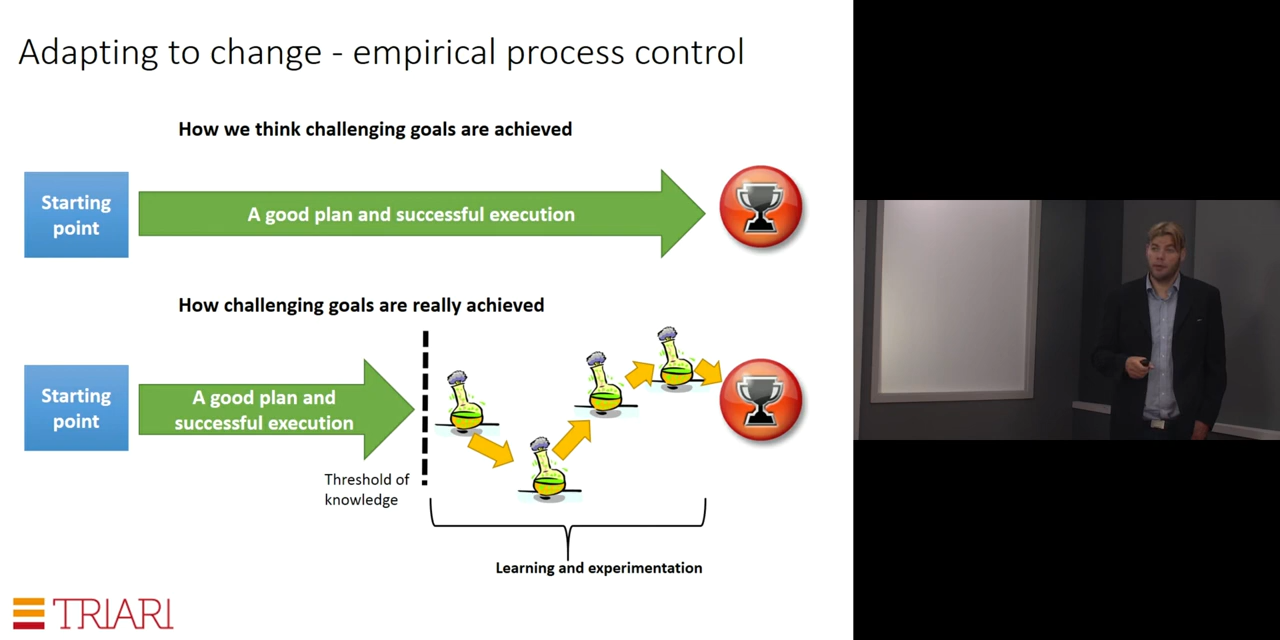 Adapting to change - empirical process control
How we think challenging goals are achieved
Starting
point
A good plan and successful execution
How challenging goals are really achieved
Starting
point
A good plan and
successful execution
Threshold of
knowledge
Learning and experimentation
TRIARI